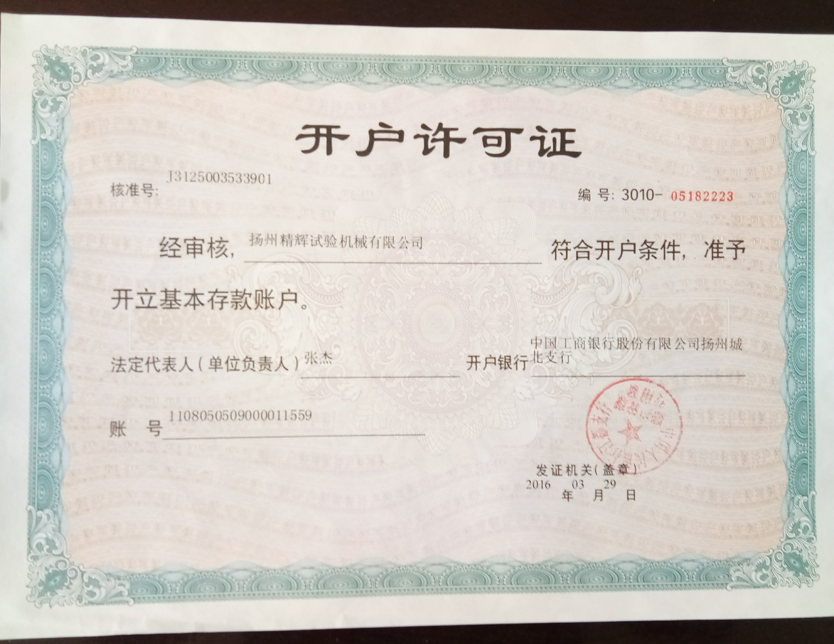 开户许可证
核准号: J3125003533901
编 号: 3010- 05182223
经审核, 扬州精辉试验机械有限公司 符合开户条件, 准予
开立基本存款账户。
法定代表人(单位负责人) 张杰 开户银行 中国工商银行股份有限公司扬州城
北支行
账 号 1108050509000011559
发证机关(盖章)
2016 年 03 月 29 日